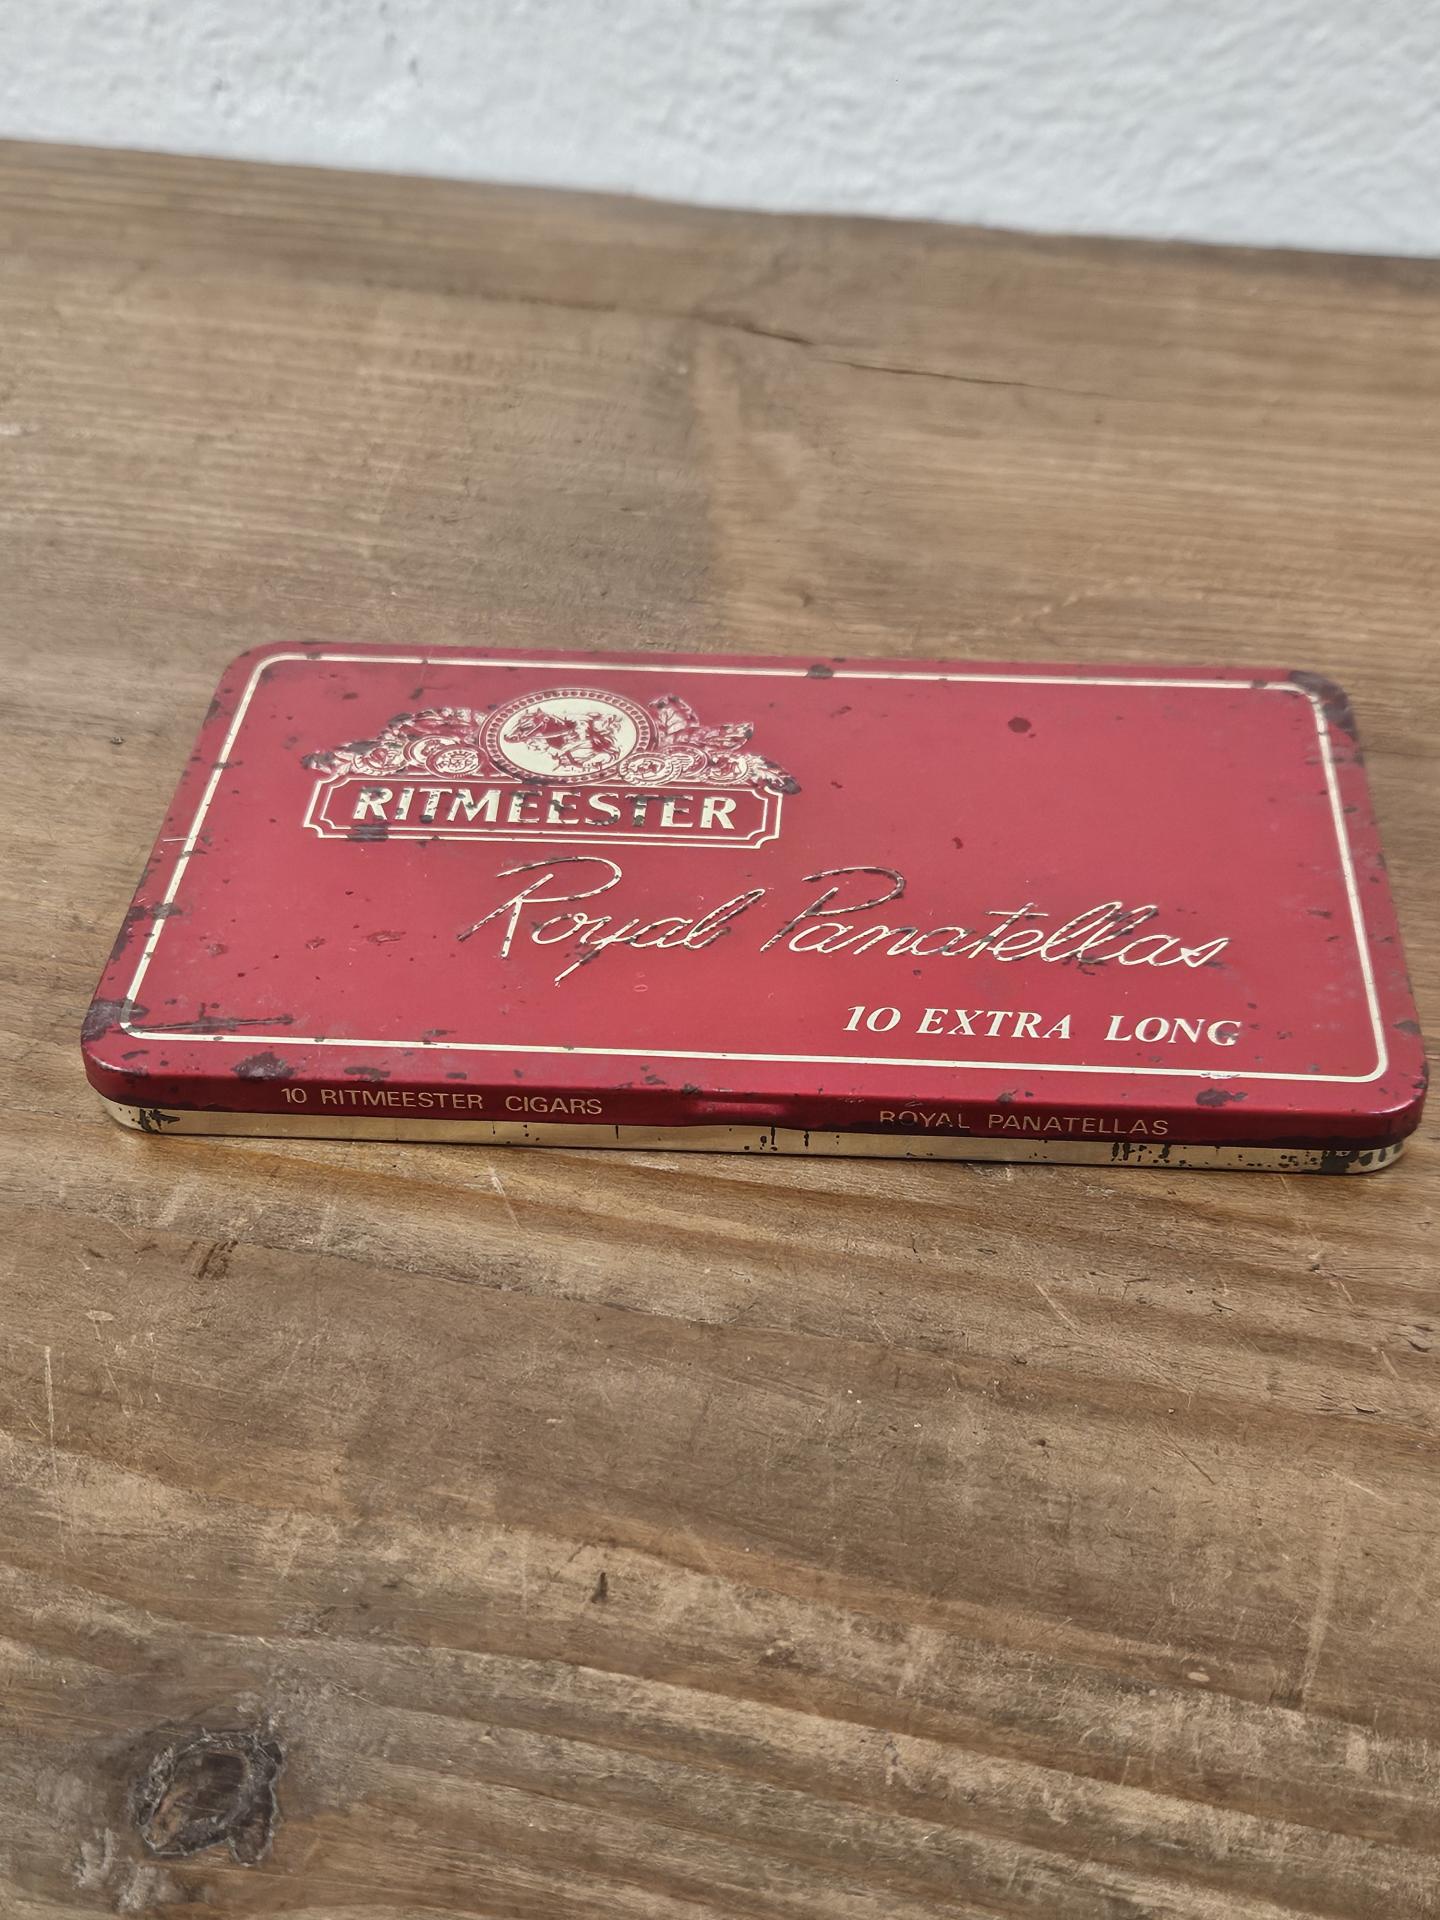 RITMEESTER
Royal Panatellas
10 EXTRA LONG
10 RITMEESTER CIGARS
ROYAL PANATELLAS